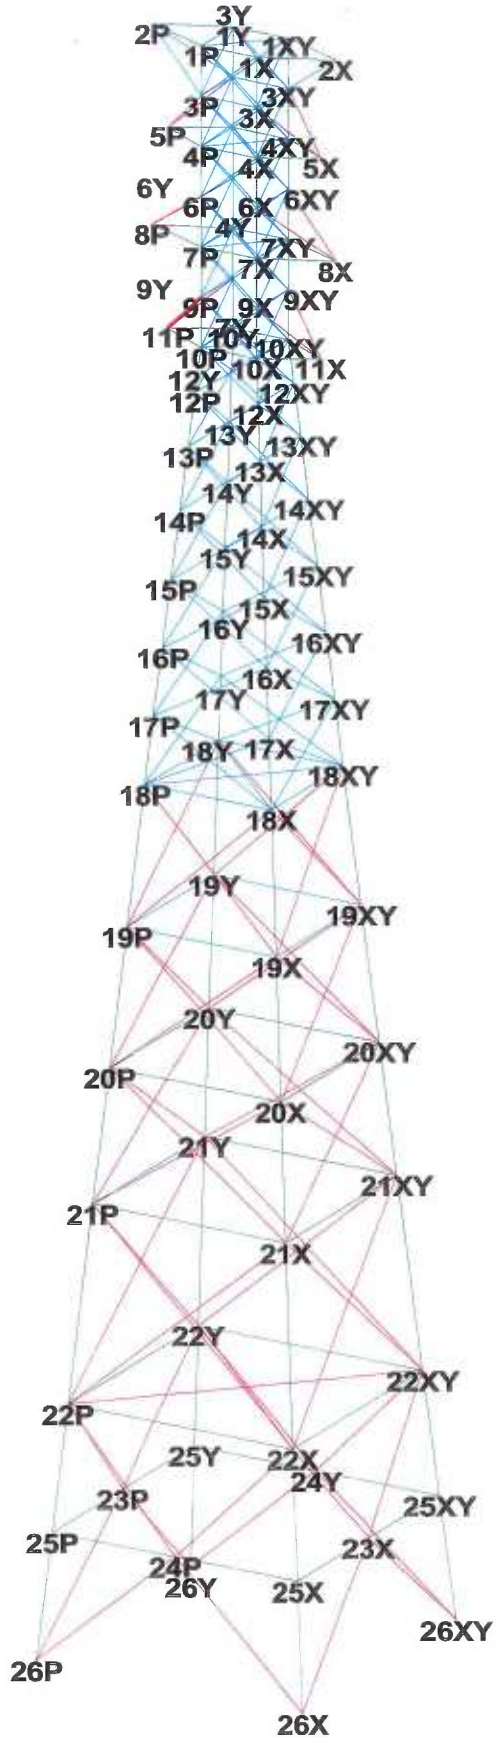 3Y
2P 1Y 1XY
1P 1X 2X
3P 3XY
3X
5P 4XY
4P 4X 5X
6Y 6XY
6P 6X
8P 4Y 7XY
7P 7X 8X
9Y 9XY
9P 9X
11P 7Y 10Y 10XY
10P 10X 11X
12Y 12XY
12P 12X
13Y 13XY
13P 13X
14Y 14XY
14P 14X
15Y 15XY
15P 15X
16Y 16XY
16P 16X
17Y 17XY
17P 18Y 17X
18P 18XY
18X
19Y 19XY
19P 19X
20Y 20XY
20P 20X
21Y 21XY
21P 21X
22Y 22XY
22P
25Y 22X
23P 24Y 25XY
25P 24P 23X
26Y 25X
26XY
26P
26X